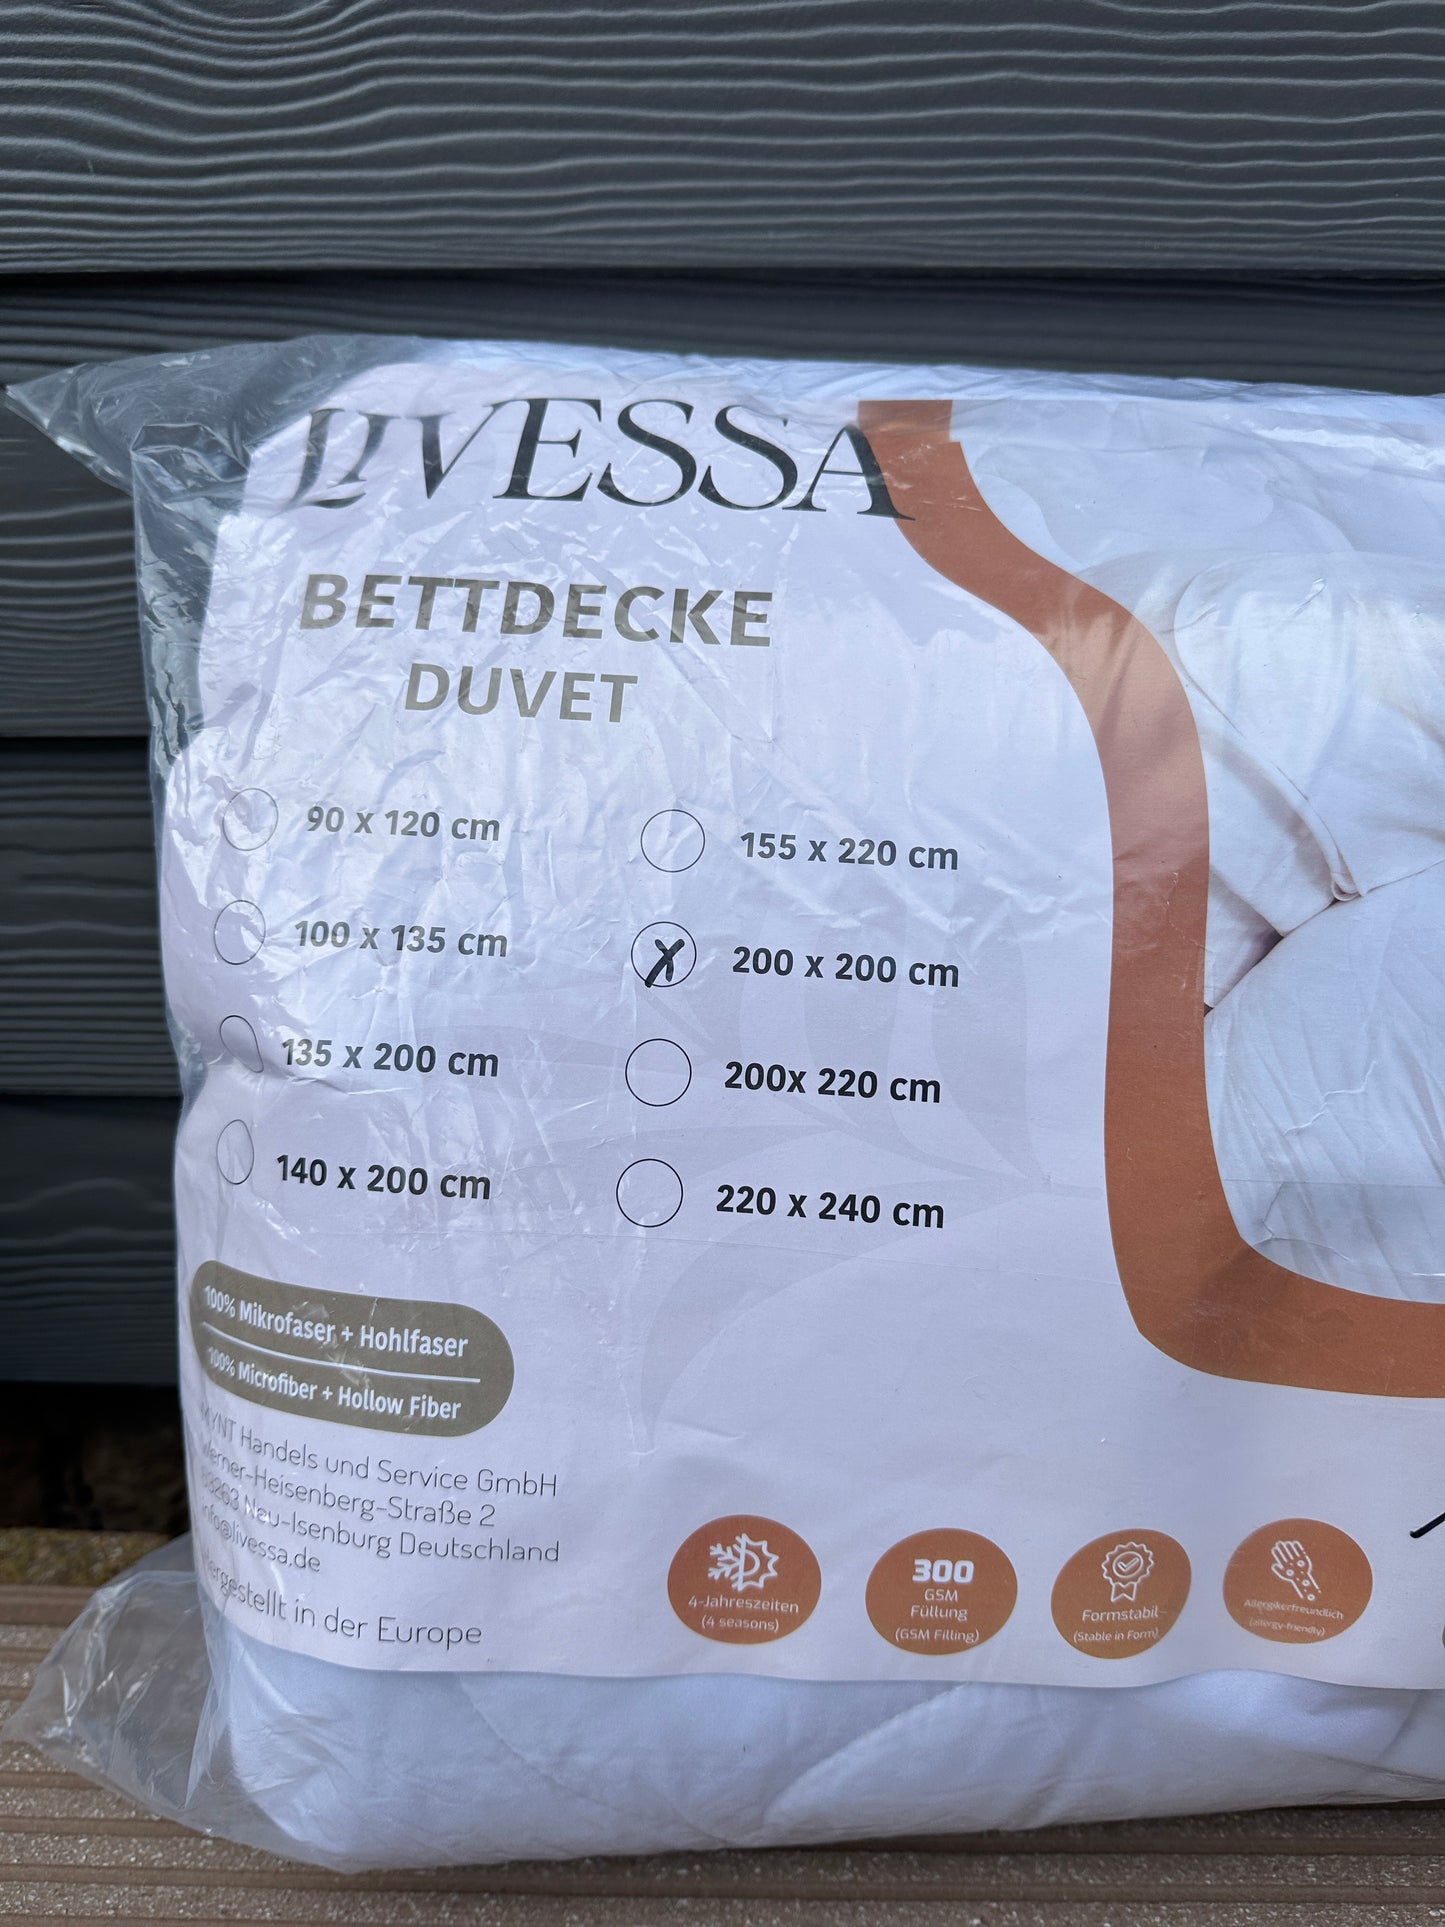 LIVESSA
BETTDECKE
DUVET
90 x 120 cm
100 x 135 cm
135 x 200 cm
140 x 200 cm
155 x 220 cm
X 200 x 200 cm
200x 220 cm
220 x 240 cm
100% Mikrofaser + Hohlfaser
100% Microfiber + Hollow Fiber
MYNT Handels und Service GmbH
Werner-Heisenberg-Straße 2
63263 Neu-Isenburg Deutschland
info@livessa.de
Hergestellt in der Europe
4-Jahreszeiten
(4 seasons)
300
GSM
Füllung
(GSM Filling)
Formstabil
(Stable in Form)
Allergikerfreundlich
(allergy-friendly)